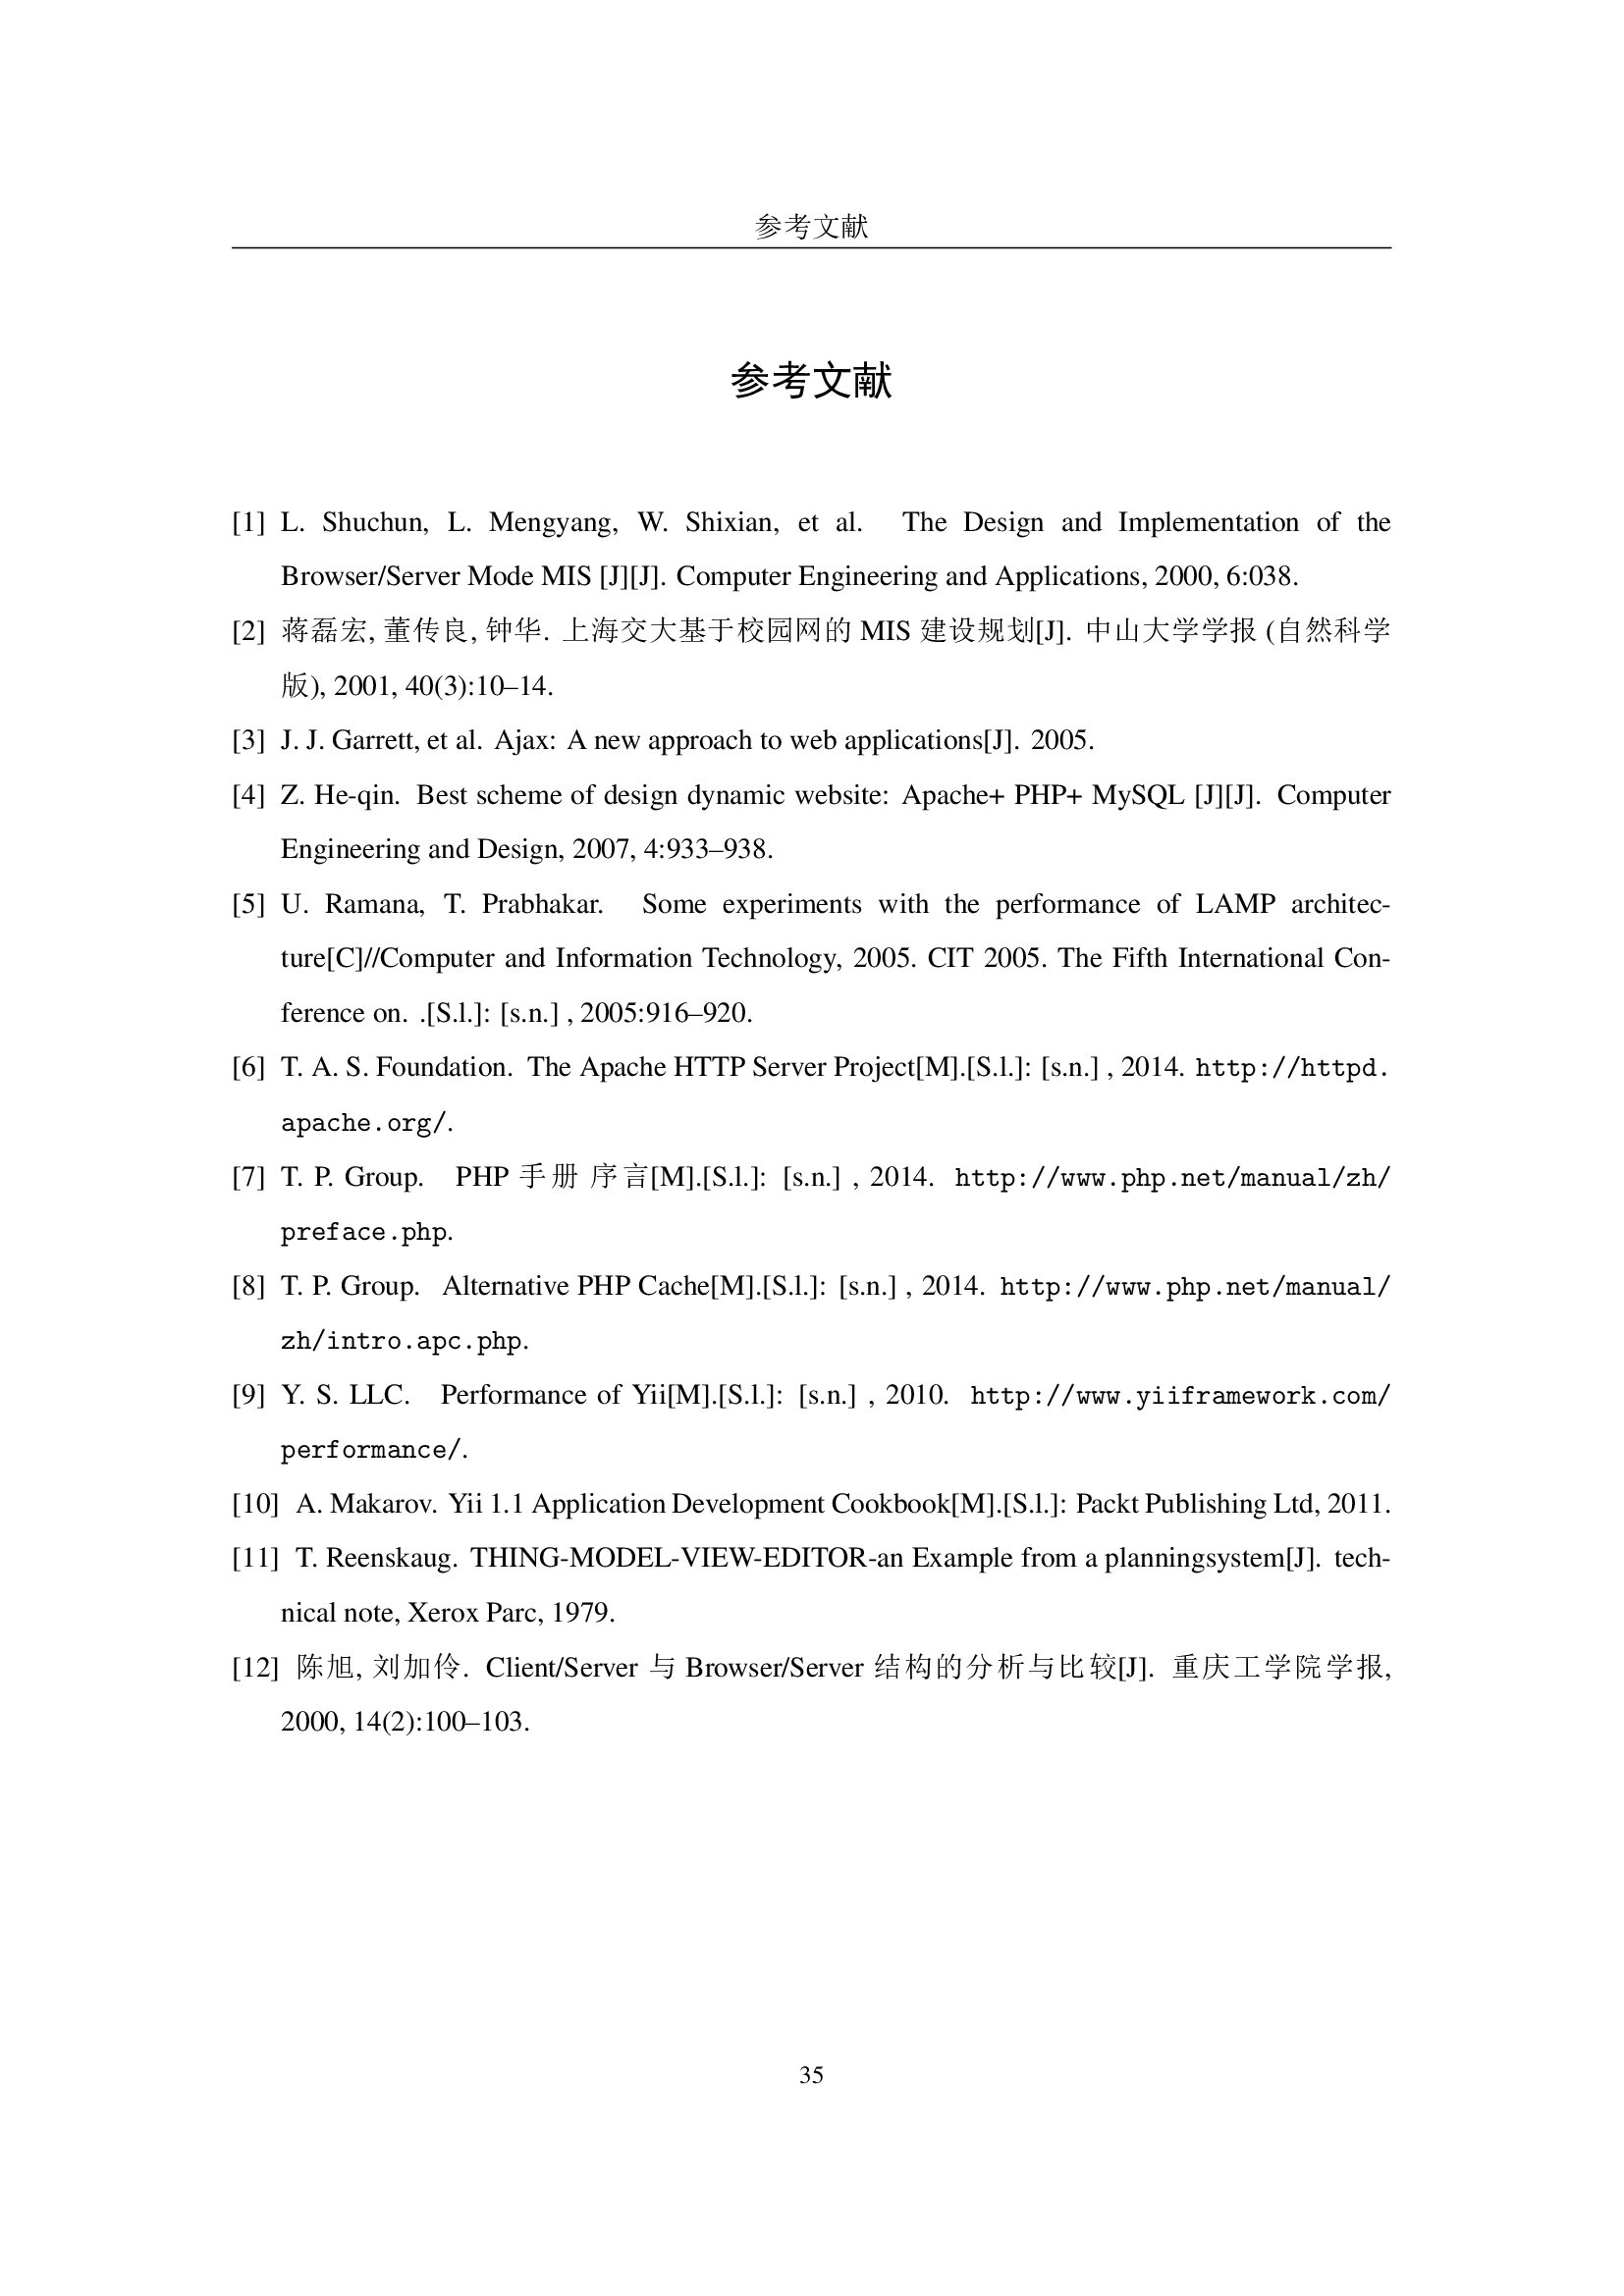 参考文献
参考文献
[1] L. Shuchun, L. Mengyang, W. Shixian, et al. The Design and Implementation of the
Browser/Server Mode MIS [J][J]. Computer Engineering and Applications, 2000, 6:038.
[2] 蒋磊宏, 董传良, 钟华. 上海交大基于校园网的 MIS 建设规划[J]. 中山大学学报 (自然科学
版), 2001, 40(3):10–14.
[3] J. J. Garrett, et al. Ajax: A new approach to web applications[J]. 2005.
[4] Z. He-qin. Best scheme of design dynamic website: Apache+ PHP+ MySQL [J][J]. Computer
Engineering and Design, 2007, 4:933–938.
[5] U. Ramana, T. Prabhakar. Some experiments with the performance of LAMP architec-
ture[C]//Computer and Information Technology, 2005. CIT 2005. The Fifth International Con-
ference on. .[S.l.]: [s.n.] , 2005:916–920.
[6] T. A. S. Foundation. The Apache HTTP Server Project[M].[S.l.]: [s.n.] , 2014. http://httpd.
apache.org/.
[7] T. P. Group. PHP 手册 序言[M].[S.l.]: [s.n.] , 2014. http://www.php.net/manual/zh/
preface.php.
[8] T. P. Group. Alternative PHP Cache[M].[S.l.]: [s.n.] , 2014. http://www.php.net/manual/
zh/intro.apc.php.
[9] Y. S. LLC. Performance of Yii[M].[S.l.]: [s.n.] , 2010. http://www.yiiframework.com/
performance/.
[10] A. Makarov. Yii 1.1 Application Development Cookbook[M].[S.l.]: Packt Publishing Ltd, 2011.
[11] T. Reenskaug. THING-MODEL-VIEW-EDITOR-an Example from a planningsystem[J]. tech-
nical note, Xerox Parc, 1979.
[12] 陈旭, 刘加伶. Client/Server 与 Browser/Server 结构的分析与比较[J]. 重庆工学院学报,
2000, 14(2):100–103.
35